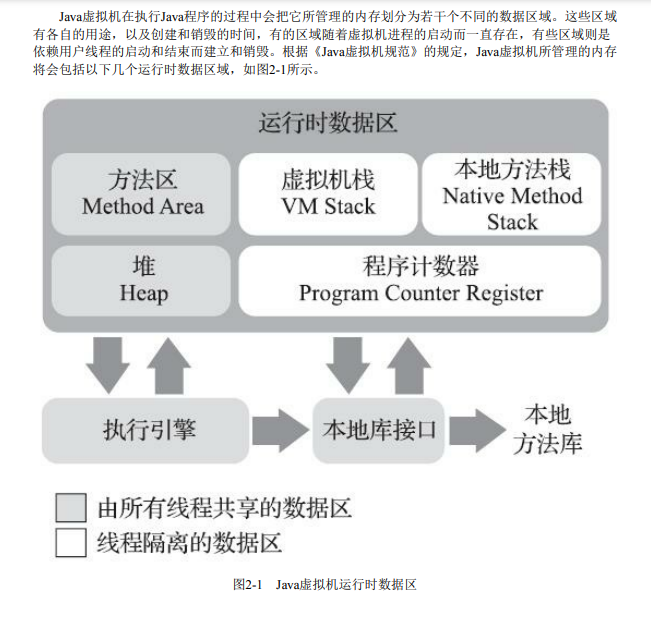 Java虚拟机在执行Java程序的过程中会把它所管理的内存划分为若干个不同的数据区域。这些区域
有各自的用途，以及创建和销毁的时间，有的区域随着虚拟机进程的启动而一直存在，有些区域则是
依赖用户线程的启动和结束而建立和销毁。根据《Java虚拟机规范》的规定，Java虚拟机所管理的内存
将会包括以下几个运行时数据区域，如图2-1所示。
运行时数据区
方法区
Method Area
虚拟机栈
VM Stack
本地方法栈
Native Method
Stack
堆
Heap
程序计数器
Program Counter Register
执行引擎
本地库接口
本地
方法库
由所有线程共享的数据区
线程隔离的数据区
图2-1 Java虚拟机运行时数据区